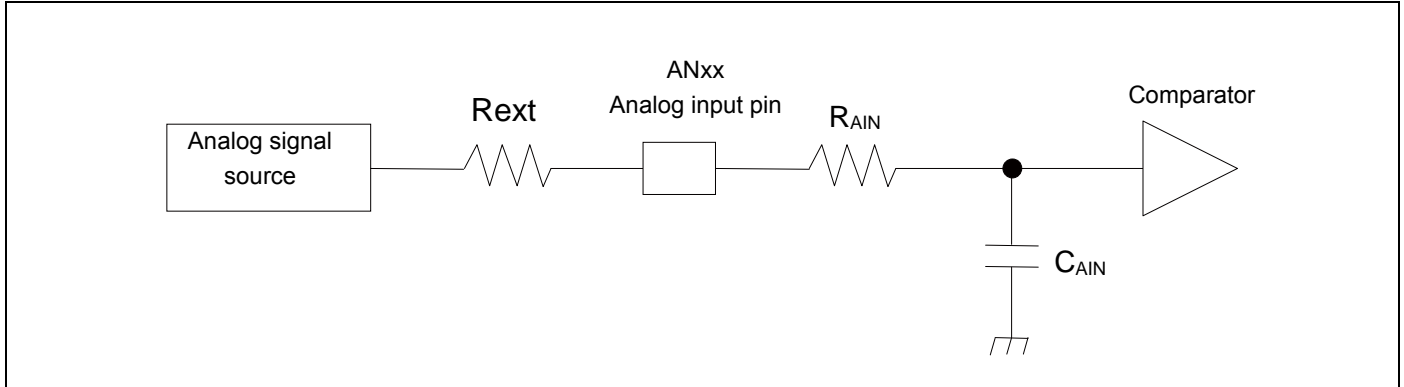 ANxx
Analog input pin
Comparator
Rext
RAIN
Analog signal
source
CAIN